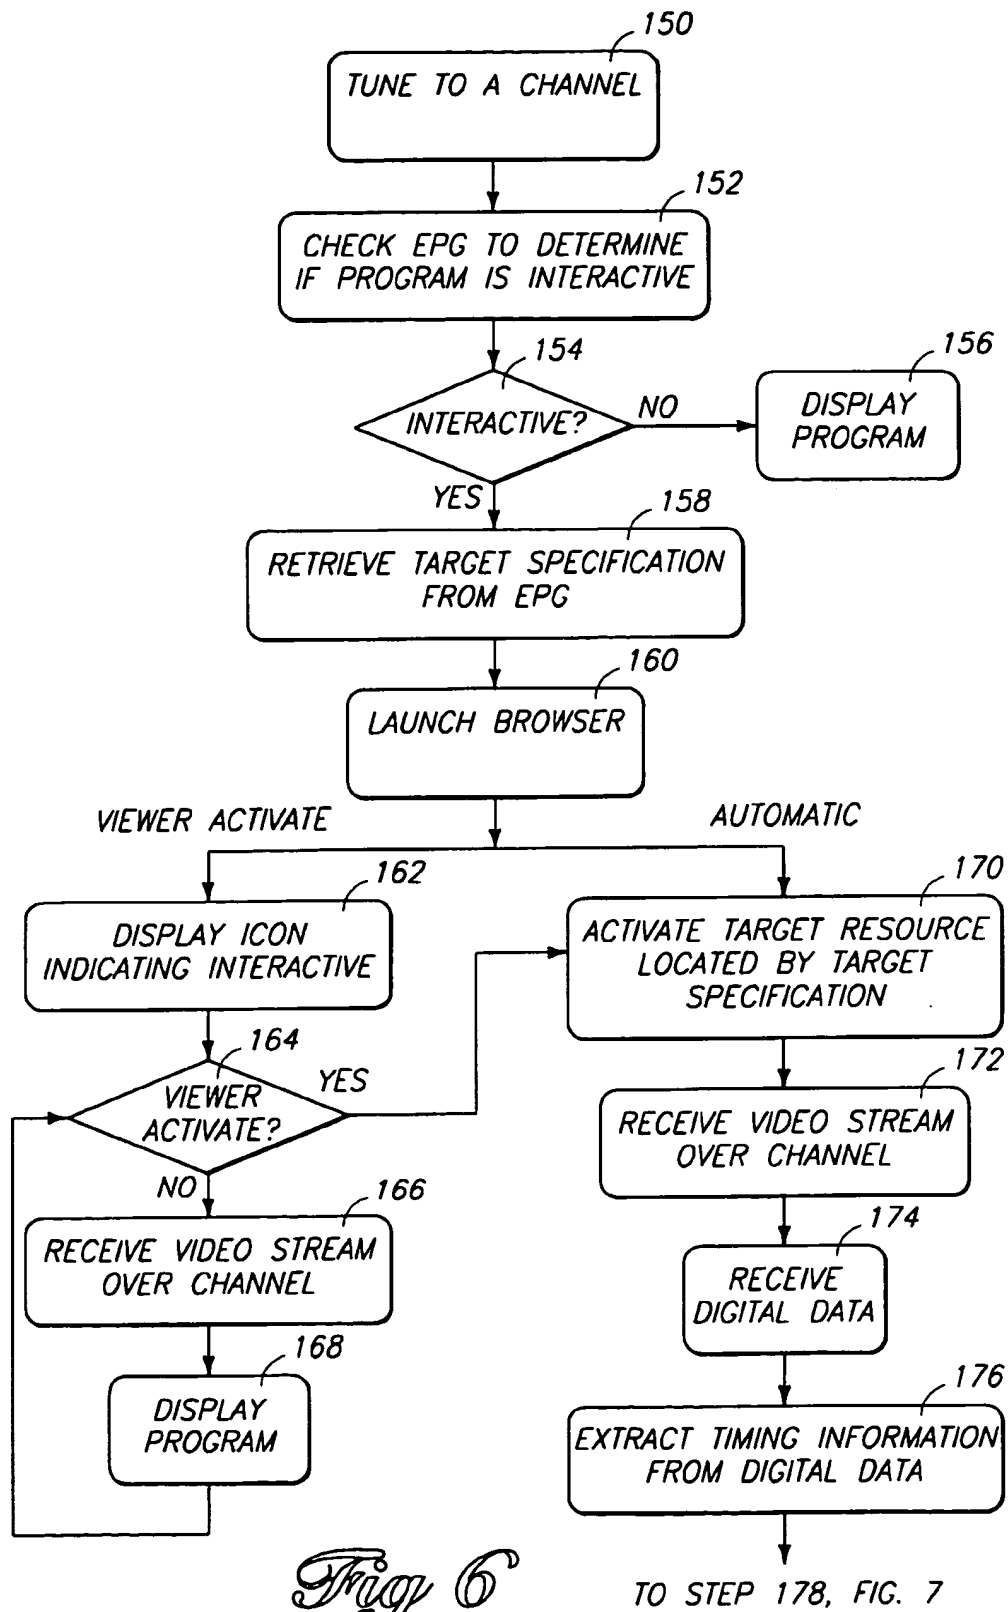 150
TUNE TO A CHANNEL
152
CHECK EPG TO DETERMINE
IF PROGRAM IS INTERACTIVE
154
INTERACTIVE?
NO
156
DISPLAY
PROGRAM
YES
158
RETRIEVE TARGET SPECIFICATION
FROM EPG
160
LAUNCH BROWSER
VIEWER ACTIVATE
AUTOMATIC
162
DISPLAY ICON
INDICATING INTERACTIVE
164
VIEWER
ACTIVATE?
YES
NO
166
RECEIVE VIDEO STREAM
OVER CHANNEL
168
DISPLAY
PROGRAM
170
ACTIVATE TARGET RESOURCE
LOCATED BY TARGET
SPECIFICATION
172
RECEIVE VIDEO STREAM
OVER CHANNEL
174
RECEIVE
DIGITAL DATA
176
EXTRACT TIMING INFORMATION
FROM DIGITAL DATA
TO STEP 178, FIG. 7
Fig 6